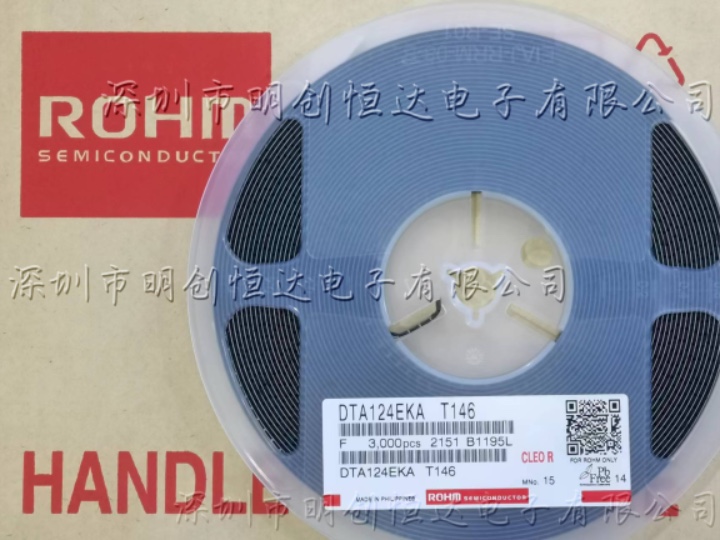 ROHM
SEMICONDUCTOR
深圳市明创恒达电子有限公司
深圳市明创恒达电子有限公司
DTA124EKA T146
F 3,000pcs 2151 B1195L
CLEO R
FOR ROHM ONLY
DTA124EKA T146
MNo. 15
Pb
Free 14
MADE IN PHILIPPINES
ROHM SEMICONDUCTOR
HANDLE
深圳市明创恒达电子有限公司